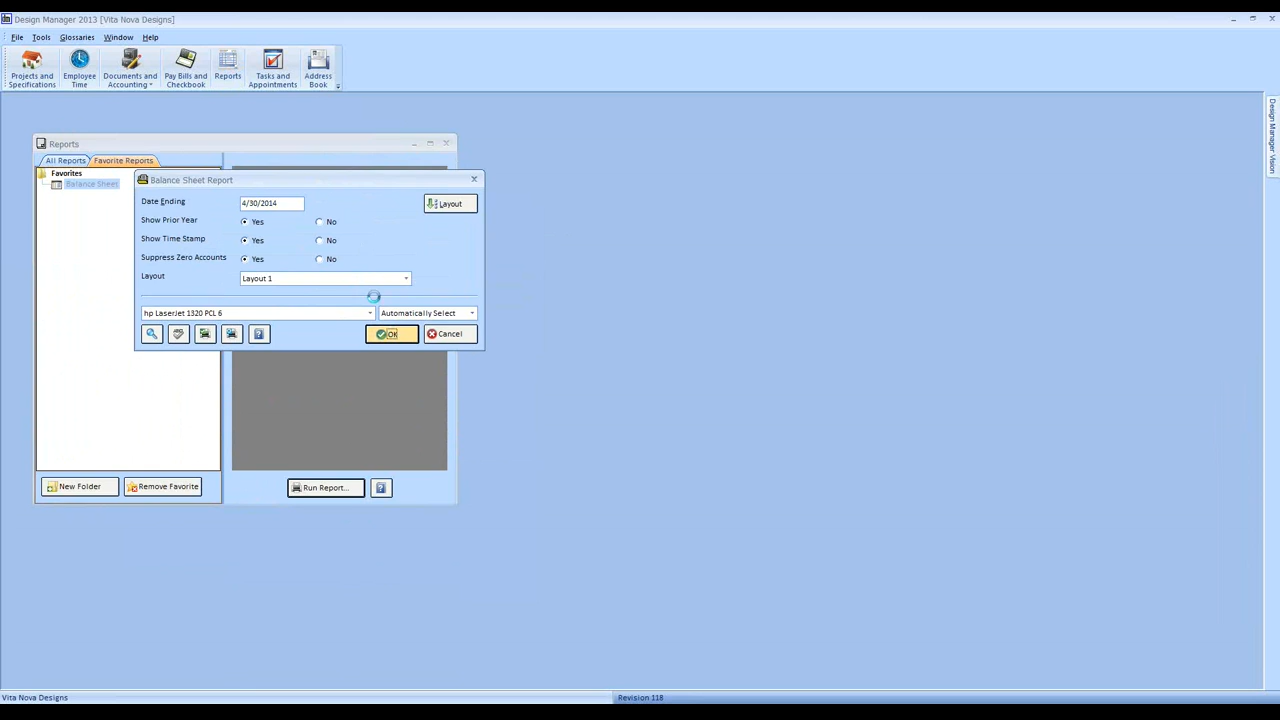 Design Manager 2013 [Vita Nova Designs]
File Tools Glossaries Window Help
Projects and Specifications
Employee Time
Documents and Accounting
Pay Bills and Checkbook
Reports
Tasks and Appointments
Address Book
Design Manager Vision
Reports
All Reports Favorite Reports
Favorites
Balance Sheet
Balance Sheet Report
Date Ending 4/30/2014 Layout
Show Prior Year Yes No
Show Time Stamp Yes No
Suppress Zero Accounts Yes No
Layout Layout 1
hp LaserJet 1320 PCL 6 Automatically Select
OK Cancel
New Folder Remove Favorite Run Report...
Vita Nova Designs Revision 118